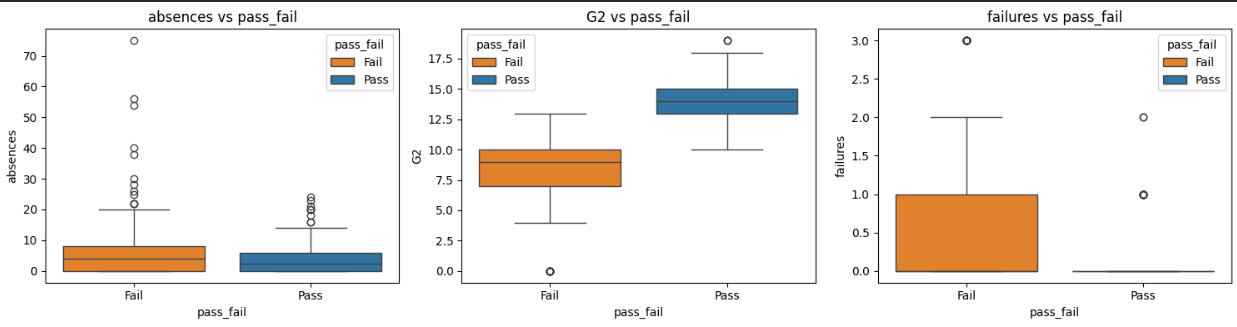 absences vs pass_fail
absences
70
60
50
40
30
20
10
0
pass_fail
Fail
Pass
Fail
Pass
pass_fail
G2 vs pass_fail
G2
17.5
15.0
12.5
10.0
7.5
5.0
2.5
0.0
pass_fail
Fail
Pass
Fail
Pass
pass_fail
failures vs pass_fail
failures
3.0
2.5
2.0
1.5
1.0
0.5
0.0
pass_fail
Fail
Pass
Fail
Pass
pass_fail